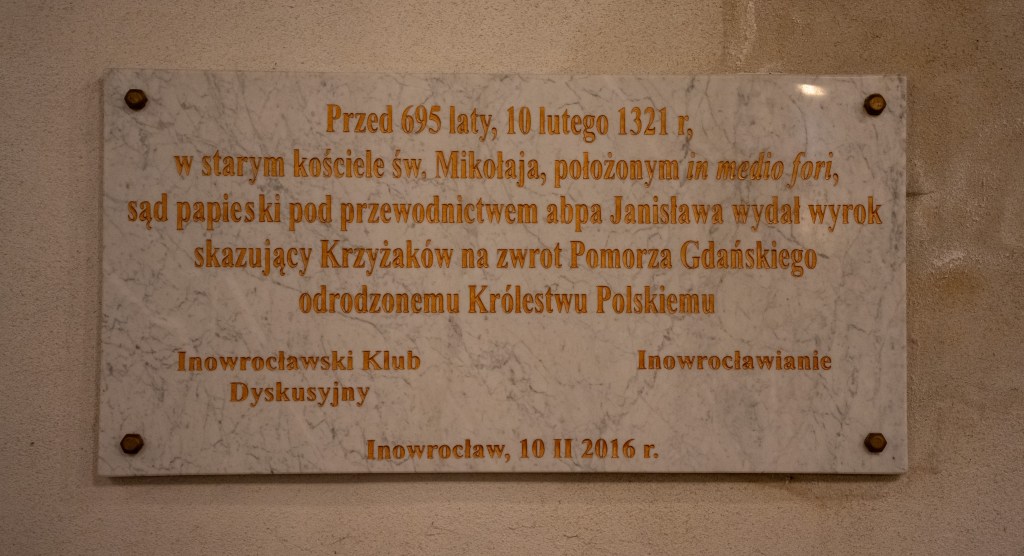 Przed 695 laty, 10 lutego 1321 r,
w starym kościele św. Mikołaja, położonym in medio fori,
sąd papieski pod przewodnictwem abpa Janisława wydał wyrok
skazujący Krzyżaków na zwrot Pomorza Gdańskiego
odrodzonemu Królestwu Polskiemu
Inowrocławski Klub
Dyskusyjny
Inowrocławianie
Inowrocław, 10 II 2016 r.